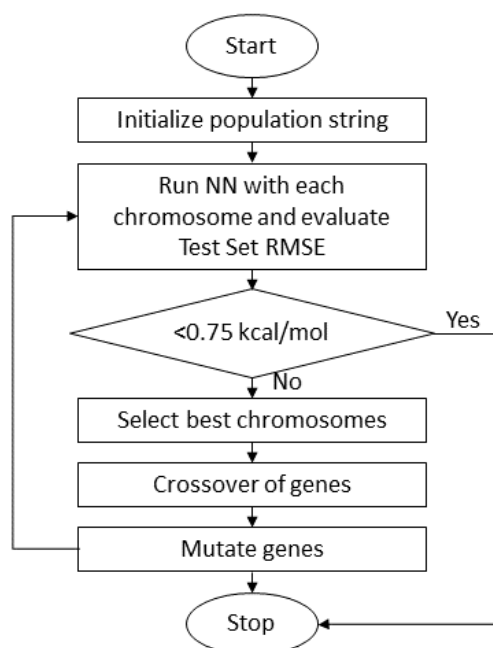 Start
Initialize population string
Run NN with each
chromosome and evaluate
Test Set RMSE
<0.75 kcal/mol
Yes
No
Select best chromosomes
Crossover of genes
Mutate genes
Stop